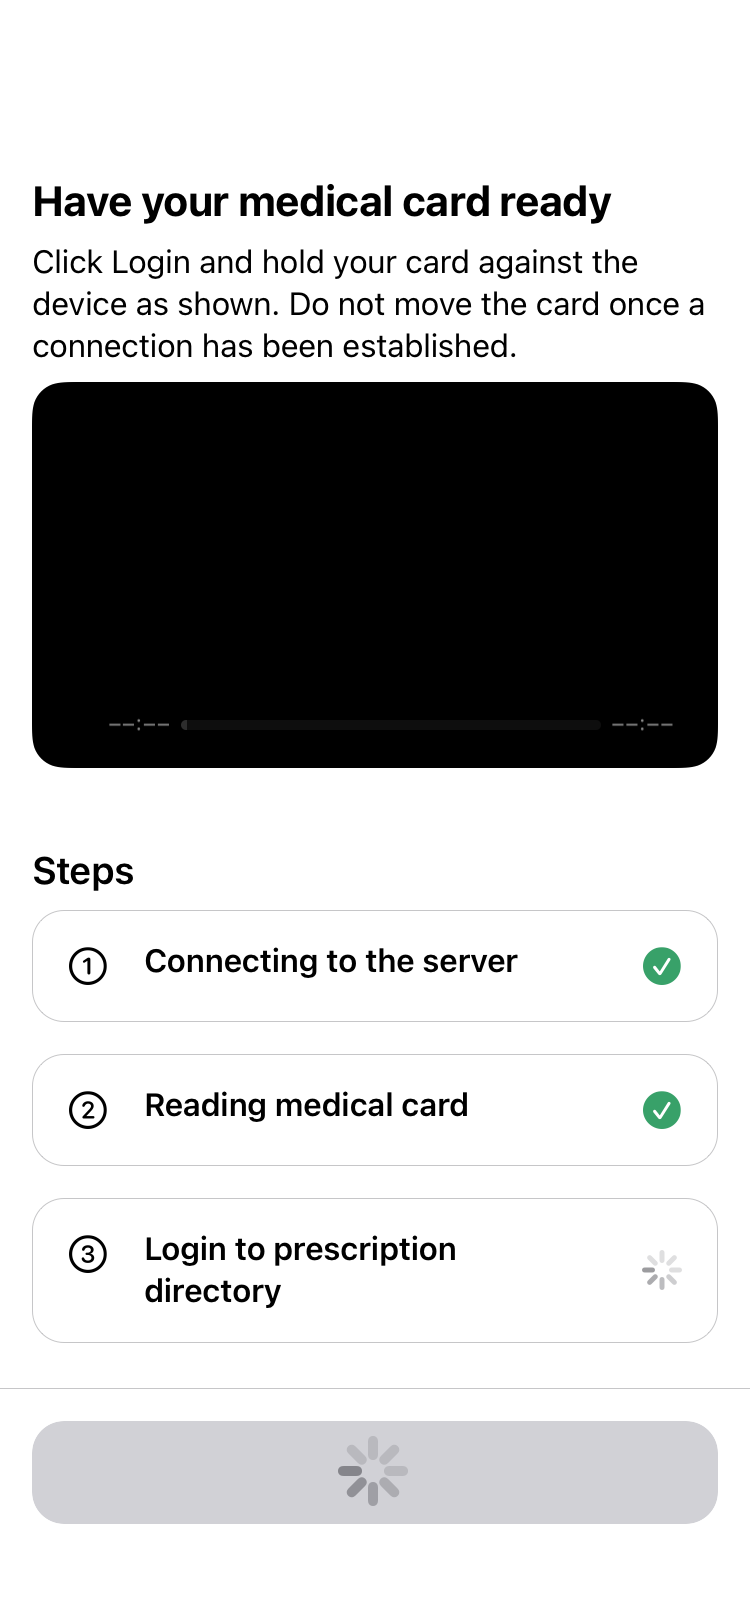 Have your medical card ready
Click Login and hold your card against the
device as shown. Do not move the card once a
connection has been established.
--:-- --:--
Steps
1 Connecting to the server
2 Reading medical card
3 Login to prescription
directory